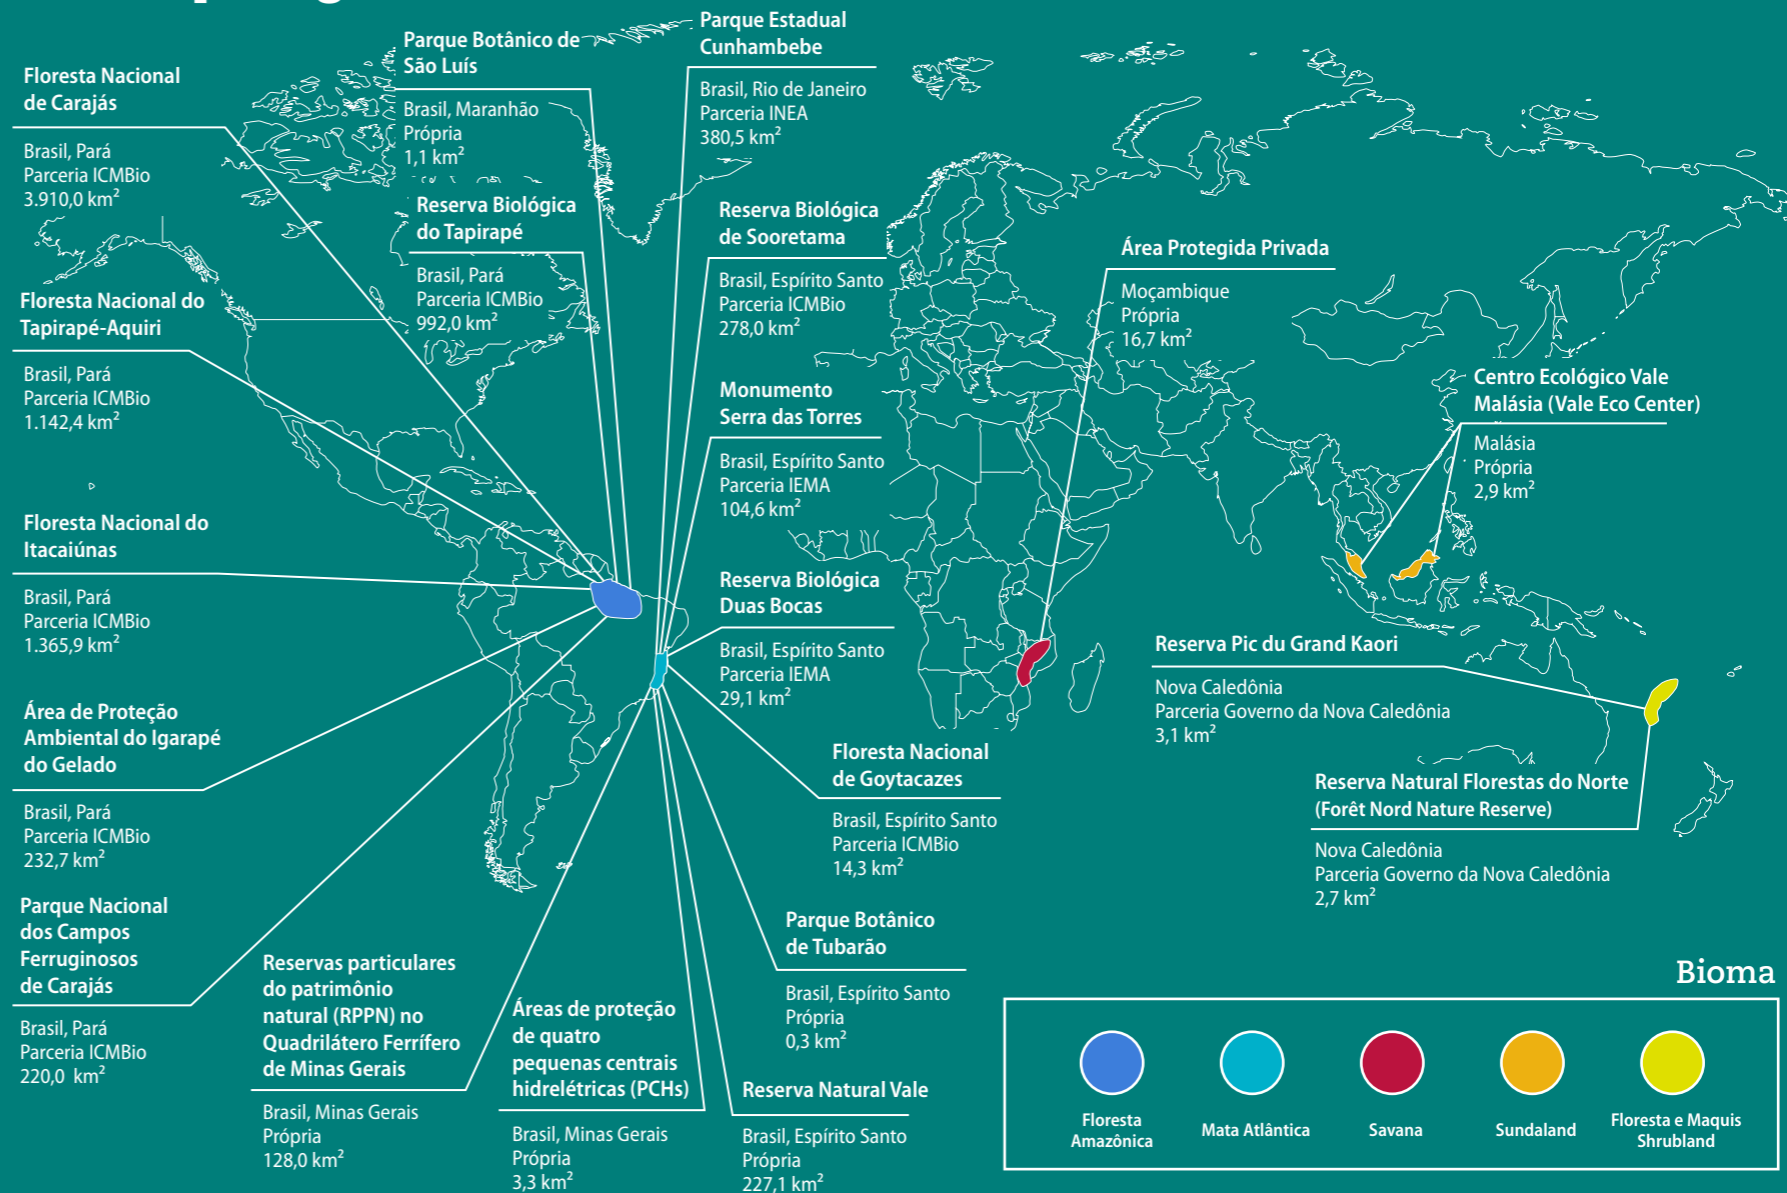 Floresta Nacional
de Carajás
Brasil, Pará
Parceria ICMBio
3.910,0 km²
Floresta Nacional do
Tapirapé-Aquiri
Brasil, Pará
Parceria ICMBio
1.142,4 km²
Floresta Nacional do
Itacaiúnas
Brasil, Pará
Parceria ICMBio
1.365,9 km²
Área de Proteção
Ambiental do Igarapé
do Gelado
Brasil, Pará
Parceria ICMBio
232,7 km²
Parque Nacional
dos Campos
Ferruginosos
de Carajás
Brasil, Pará
Parceria ICMBio
220,0 km²
Parque Botânico de
São Luís
Brasil, Maranhão
Própria
1,1 km²
Reserva Biológica
do Tapirapé
Brasil, Pará
Parceria ICMBio
992,0 km²
Reservas particulares
do patrimônio
natural (RPPN) no
Quadrilátero Ferrífero
de Minas Gerais
Brasil, Minas Gerais
Própria
128,0 km²
Áreas de proteção
de quatro
pequenas centrais
hidrelétricas (PCHs)
Brasil, Minas Gerais
Própria
3,3 km²
Parque Estadual
Cunhambebe
Brasil, Rio de Janeiro
Parceria INEA
380,5 km²
Reserva Biológica
de Sooretama
Brasil, Espírito Santo
Parceria ICMBio
278,0 km²
Monumento
Serra das Torres
Brasil, Espírito Santo
Parceria IEMA
104,6 km²
Reserva Biológica
Duas Bocas
Brasil, Espírito Santo
Parceria IEMA
29,1 km²
Floresta Nacional
de Goytacazes
Brasil, Espírito Santo
Parceria ICMBio
14,3 km²
Parque Botânico
de Tubarão
Brasil, Espírito Santo
Própria
0,3 km²
Reserva Natural Vale
Brasil, Espírito Santo
Própria
227,1 km²
Área Protegida Privada
Moçambique
Própria
16,7 km²
Centro Ecológico Vale
Malásia (Vale Eco Center)
Malásia
Própria
2,9 km²
Reserva Pic du Grand Kaori
Nova Caledônia
Parceria Governo da Nova Caledônia
3,1 km²
Reserva Natural Florestas do Norte
(Forêt Nord Nature Reserve)
Nova Caledônia
Parceria Governo da Nova Caledônia
2,7 km²
Bioma
Floresta
Amazônica
Mata Atlântica
Savana
Sundaland
Floresta e Maquis
Shrubland